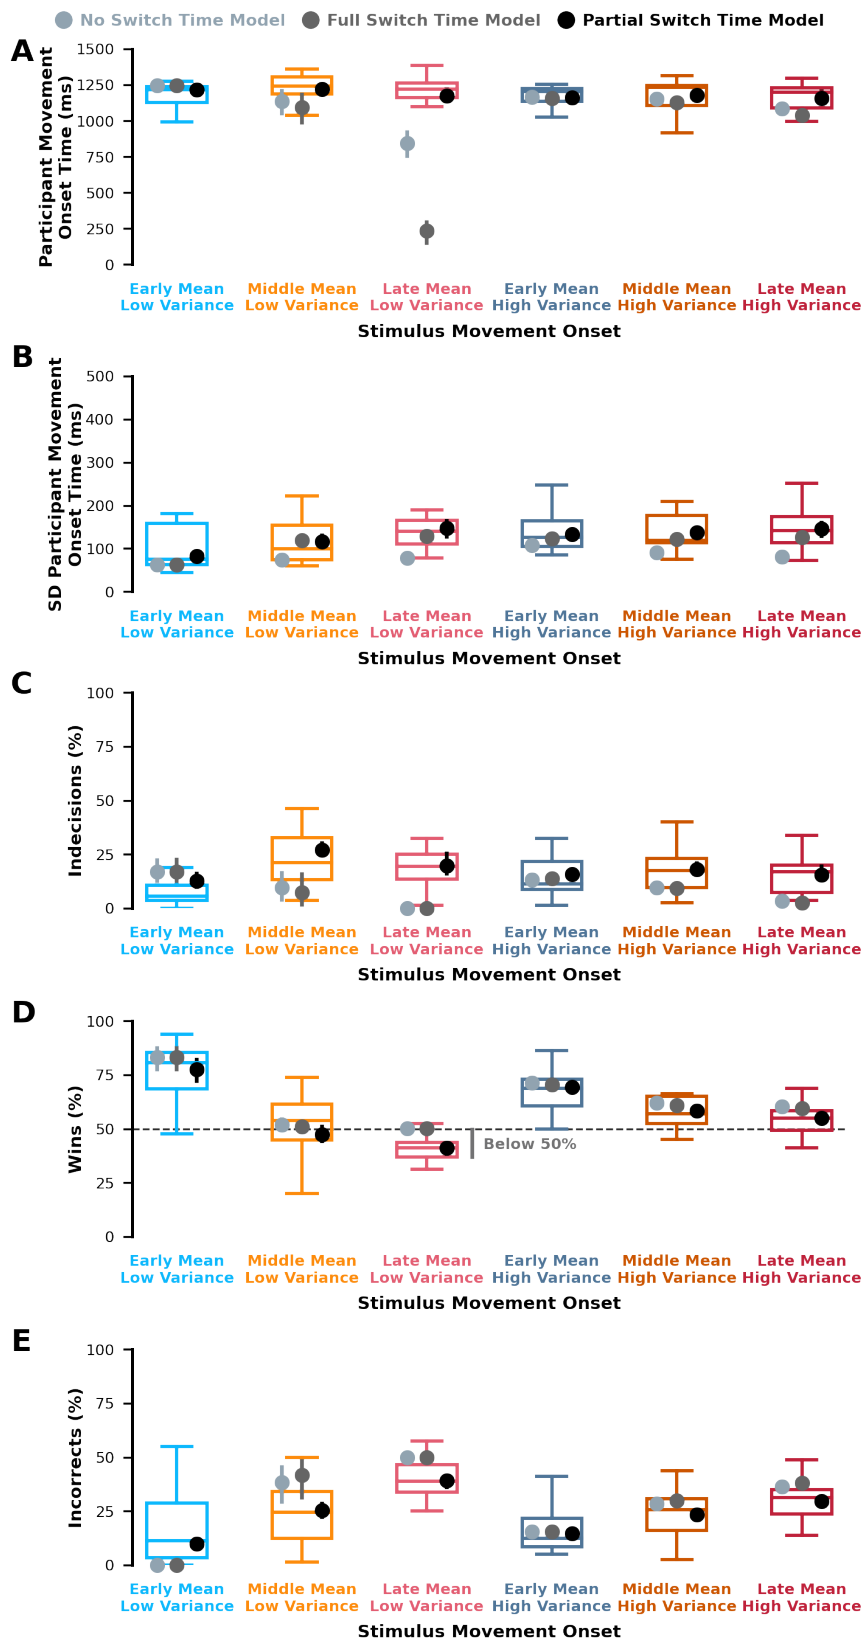 No Switch Time Model Full Switch Time Model Partial Switch Time Model
A
Participant Movement
Onset Time (ms)
1500
1250
1000
750
500
250
0
Early Mean Middle Mean Late Mean Early Mean Middle Mean Late Mean
Low Variance Low Variance Low Variance High Variance High Variance High Variance
Stimulus Movement Onset
B
SD Participant Movement
Onset Time (ms)
500
400
300
200
100
0
Early Mean Middle Mean Late Mean Early Mean Middle Mean Late Mean
Low Variance Low Variance Low Variance High Variance High Variance High Variance
Stimulus Movement Onset
C
Indecisions (%)
100
75
50
25
0
Early Mean Middle Mean Late Mean Early Mean Middle Mean Late Mean
Low Variance Low Variance Low Variance High Variance High Variance High Variance
Stimulus Movement Onset
D
Wins (%)
100
75
50
25
0
Below 50%
Early Mean Middle Mean Late Mean Early Mean Middle Mean Late Mean
Low Variance Low Variance Low Variance High Variance High Variance High Variance
Stimulus Movement Onset
E
Incorrects (%)
100
75
50
25
0
Early Mean Middle Mean Late Mean Early Mean Middle Mean Late Mean
Low Variance Low Variance Low Variance High Variance High Variance High Variance
Stimulus Movement Onset